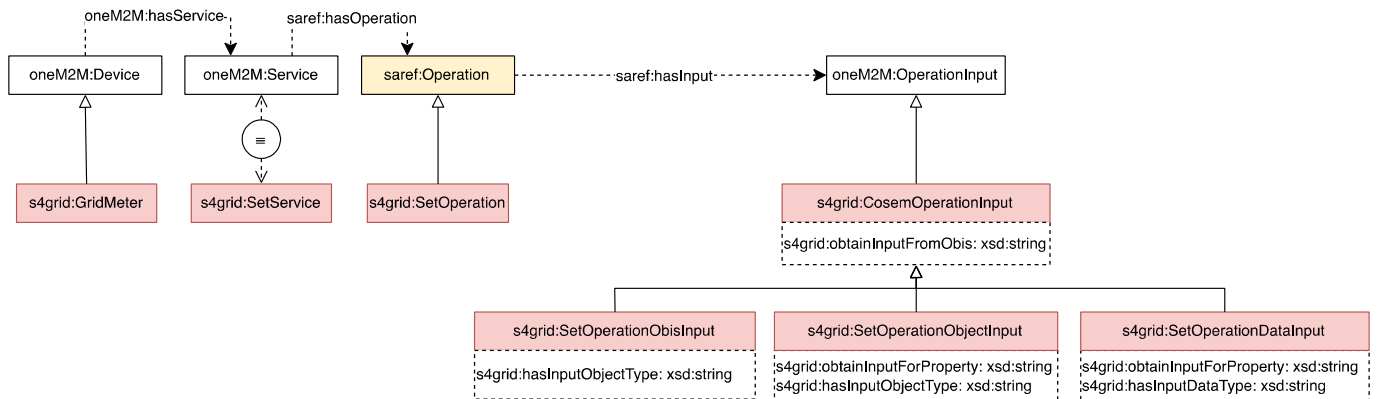 oneM2M:hasService
saref:hasOperation
oneM2M:Device
oneM2M:Service
saref:Operation
saref:hasInput
oneM2M:OperationInput
≡
s4grid:GridMeter
s4grid:SetService
s4grid:SetOperation
s4grid:CosemOperationInput
s4grid:obtainInputFromObis: xsd:string
s4grid:SetOperationObisInput
s4grid:hasInputObjectType: xsd:string
s4grid:SetOperationObjectInput
s4grid:obtainInputForProperty: xsd:string
s4grid:hasInputObjectType: xsd:string
s4grid:SetOperationDataInput
s4grid:obtainInputForProperty: xsd:string
s4grid:hasInputDataType: xsd:string